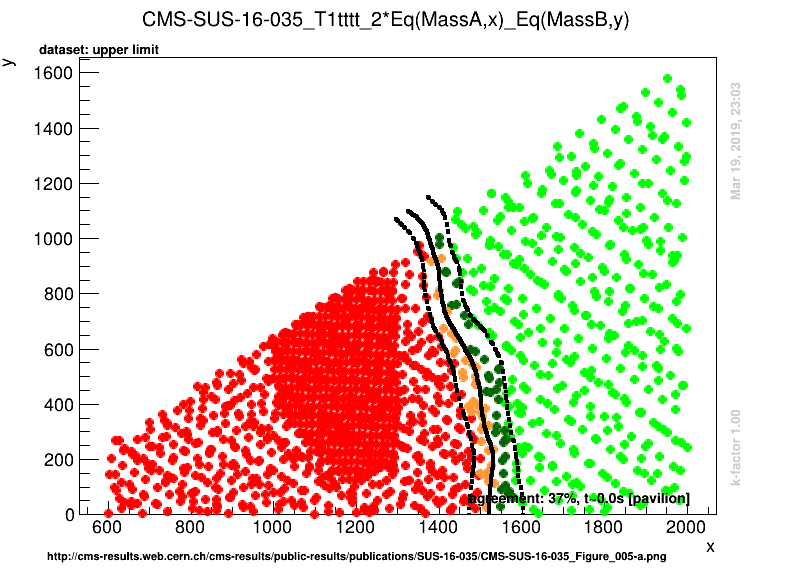 CMS-SUS-16-035_T1tttt_2*Eq(MassA,x)_Eq(MassB,y)
dataset: upper limit
y
1600
1400
1200
1000
800
600
400
200
0
600
800
1000
1200
1400
1600
1800
2000
x
agreement: 37%, t~0.0s [pavilion]
Mar 19, 2019, 23:03
k-factor 1.00
http://cms-results.web.cern.ch/cms-results/public-results/publications/SUS-16-035/CMS-SUS-16-035_Figure_005-a.png